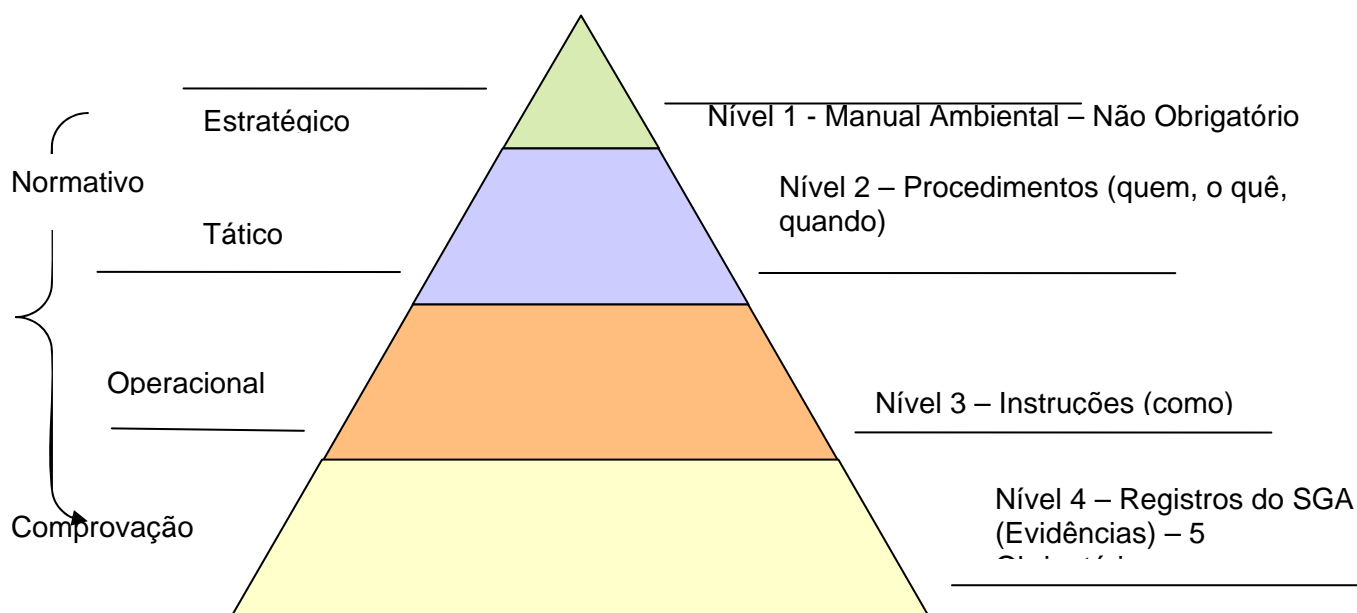 Estratégico
Nível 1 - Manual Ambiental – Não Obrigatório
Normativo
Nível 2 – Procedimentos (quem, o quê,
quando)
Tático
Operacional
Nível 3 – Instruções (como)
Nível 4 – Registros do SGA
(Evidências) – 5
Comprovação